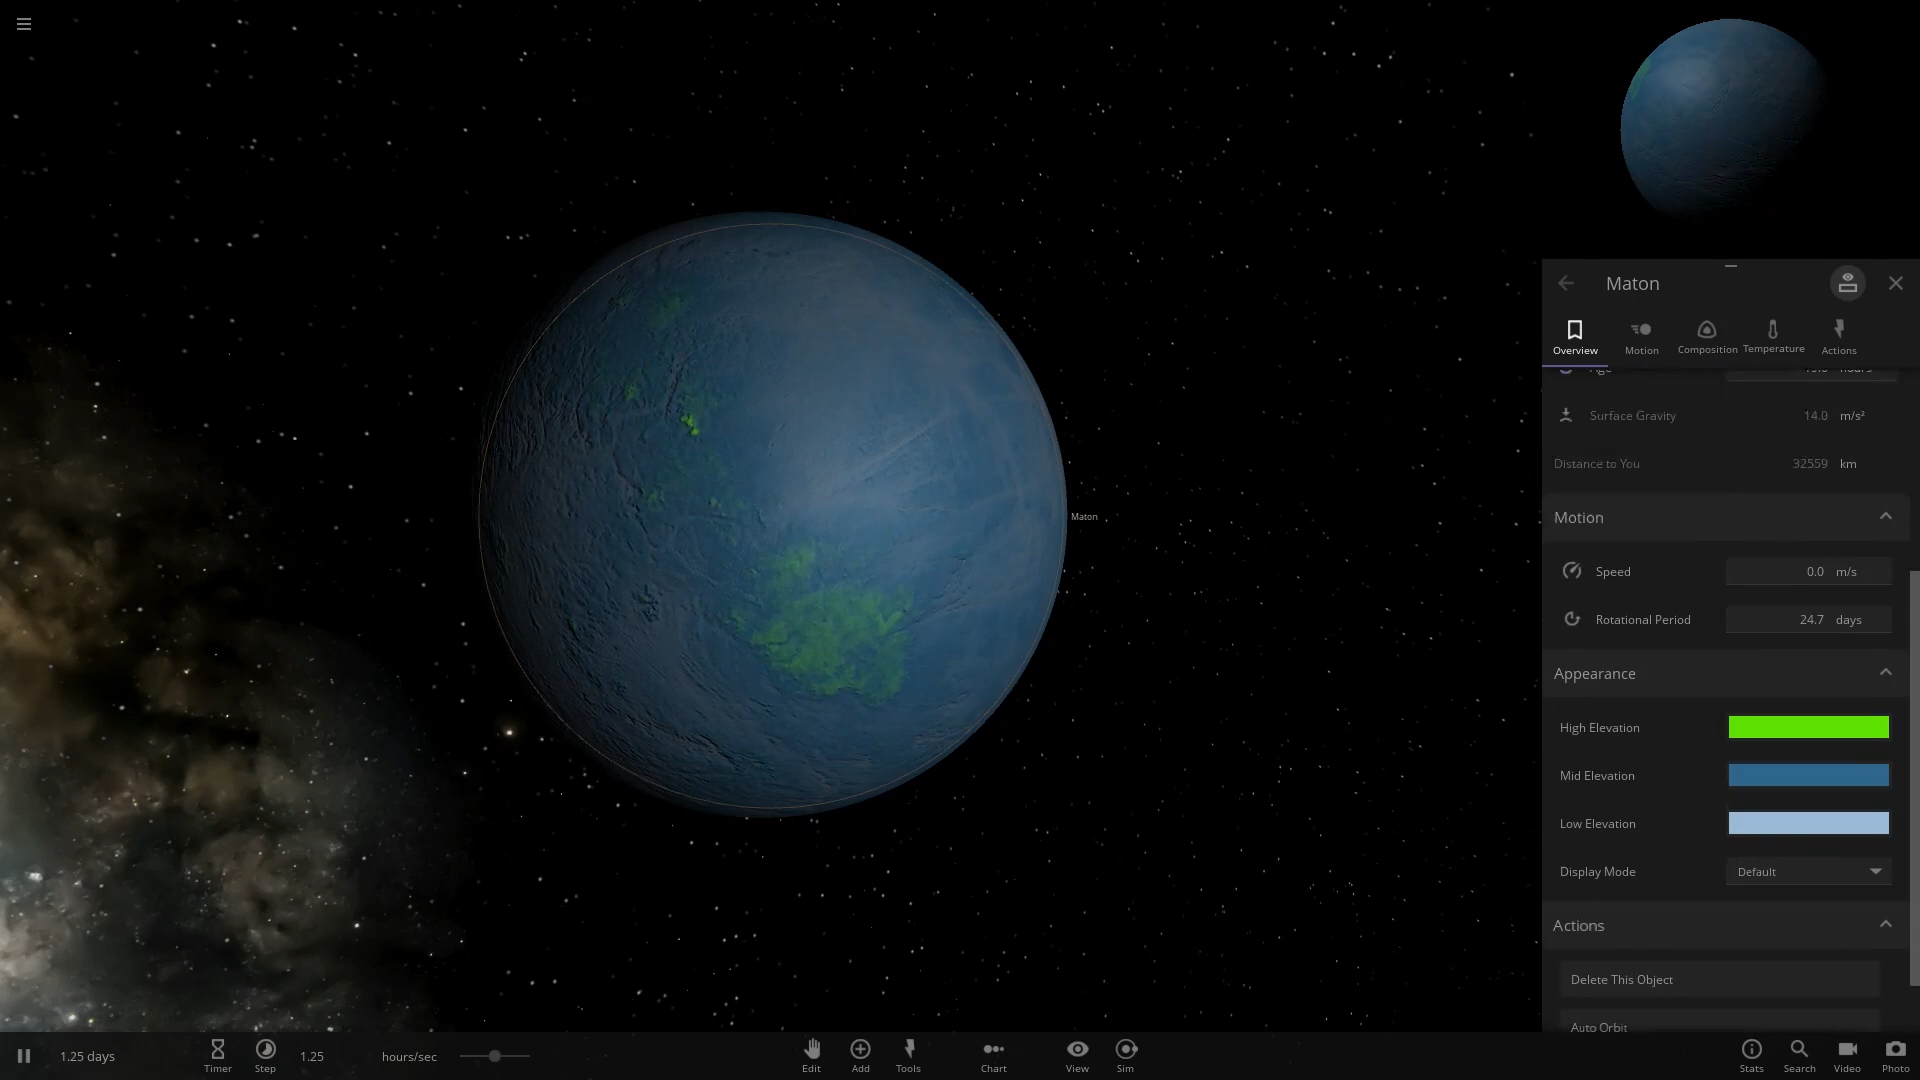 Maton
Overview
Motion
Composition
Temperature
Actions
Age hours
Surface Gravity 14.0 m/s²
Distance to You 32559 km
Motion
Speed 0.0 m/s
Rotational Period 24.7 days
Appearance
High Elevation
Mid Elevation
Low Elevation
Display Mode Default
Actions
Delete This Object
Auto Orbit
Maton
1.25 days
Timer
Step
1.25 hours/sec
Edit
Add
Tools
Chart
View
Sim
Stats
Search
Video
Photo